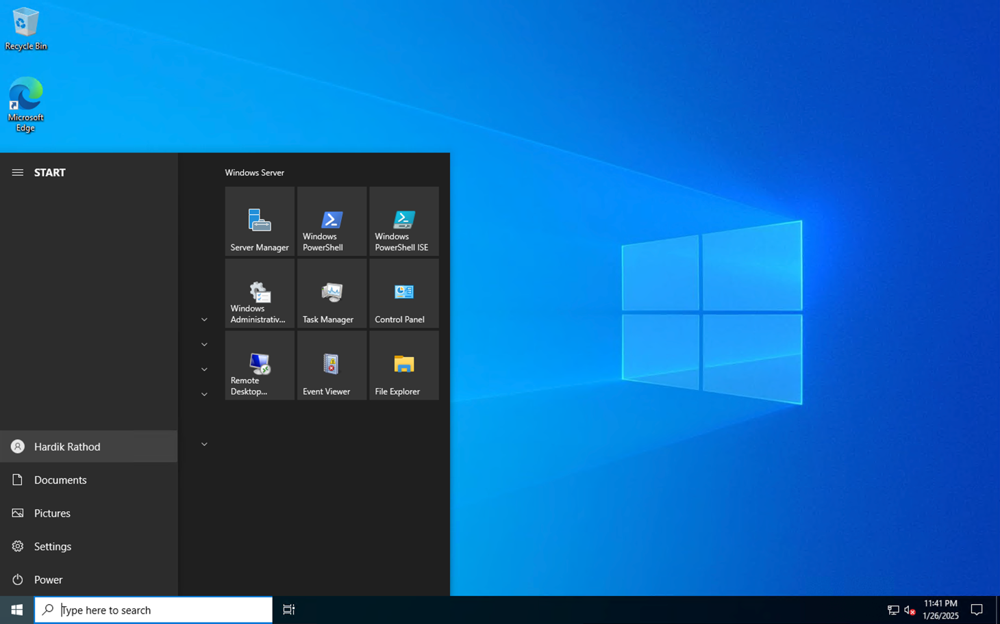 Recycle Bin
Microsoft
Edge
START
Windows Server
Server Manager
Windows
PowerShell
Windows
PowerShell ISE
Windows
Administrativ...
Task Manager
Control Panel
Remote
Desktop...
Event Viewer
File Explorer
Hardik Rathod
Documents
Pictures
Settings
Power
Type here to search
11:41 PM
1/26/2025